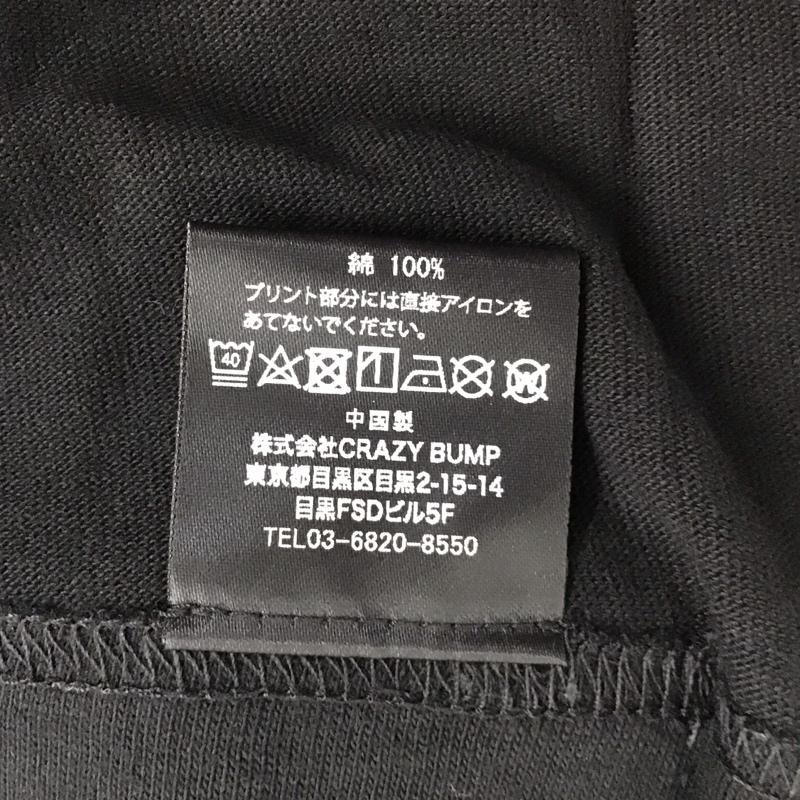 綿 100%
プリント部分には直接アイロンを
あてないでください。
40
W
中国製
株式会社CRAZY BUMP
東京都目黒区目黒2-15-14
目黒FSDビル5F
TEL03-6820-8550